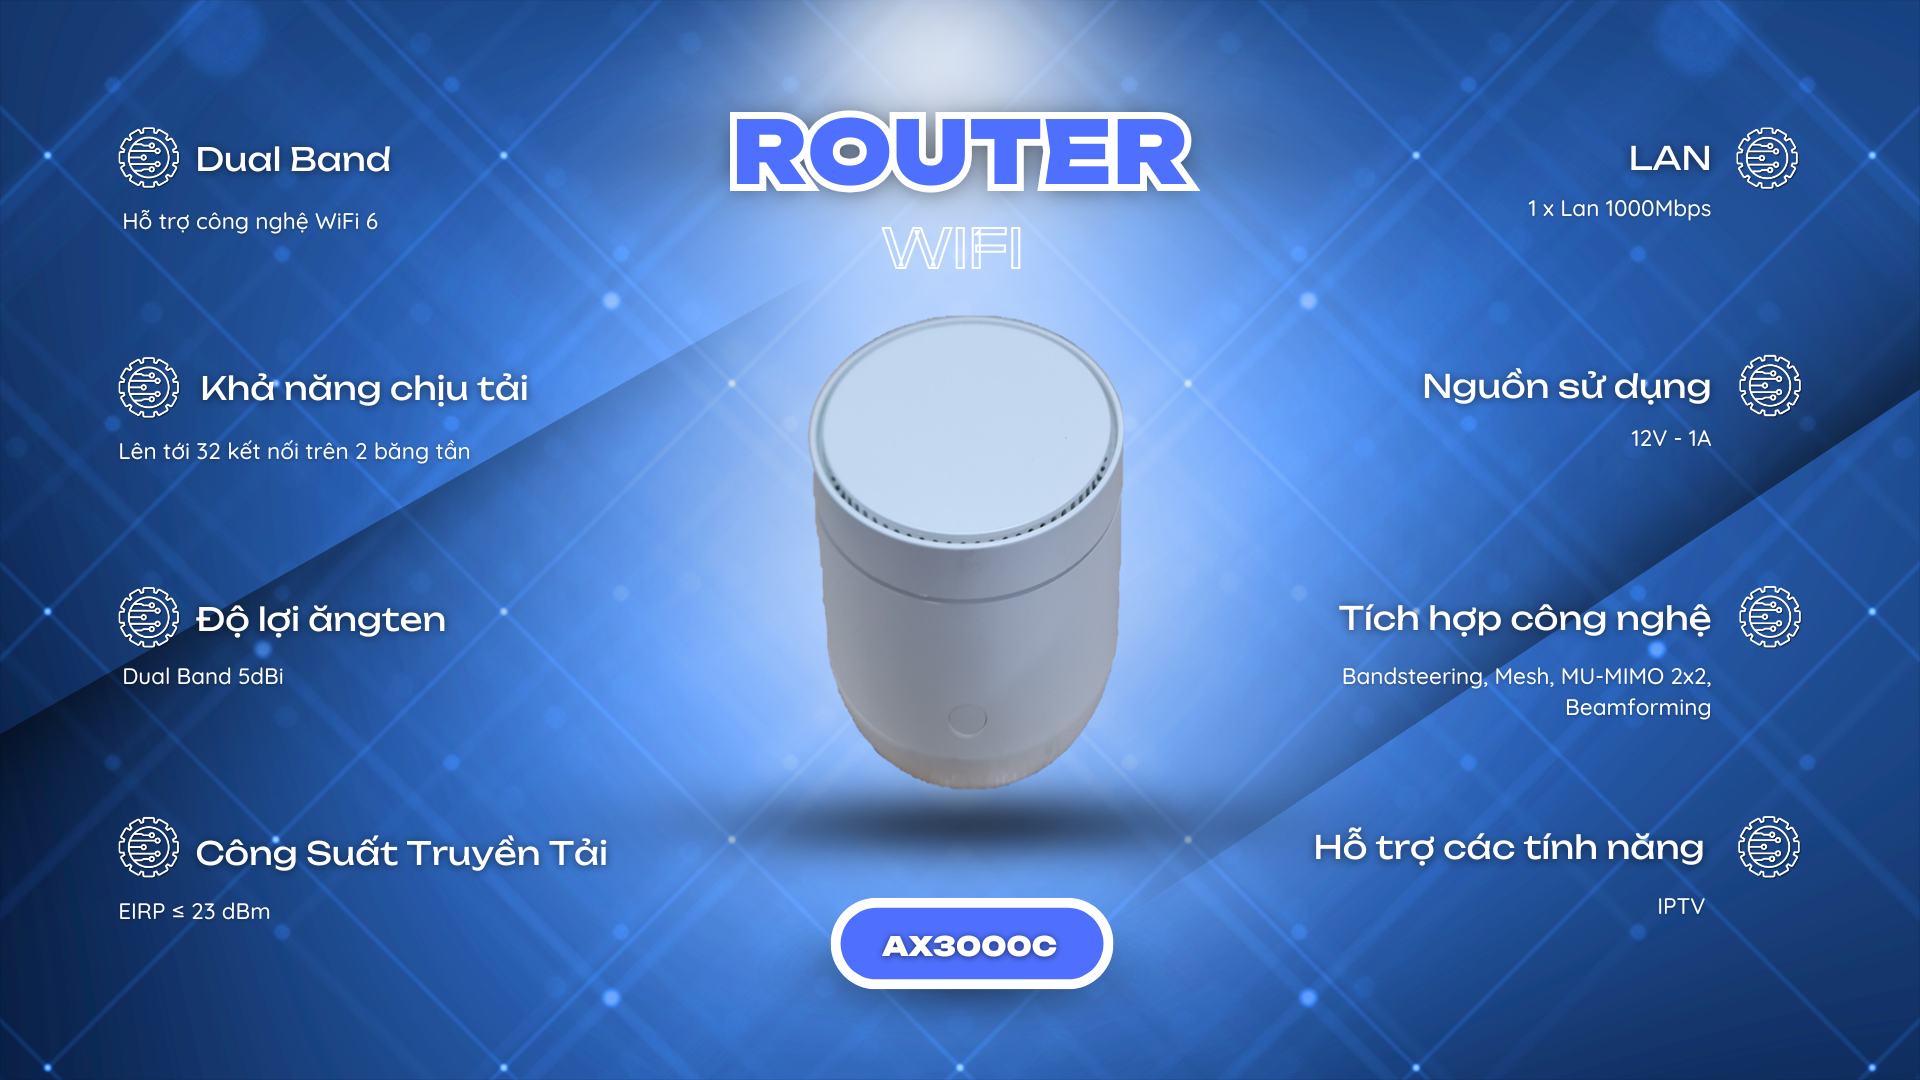 ROUTER
WIFI
Dual Band
Hỗ trợ công nghệ WiFi 6
Khả năng chịu tải
Lên tới 32 kết nối trên 2 băng tần
Độ lợi ăngten
Dual Band 5dBi
Công Suất Truyền Tải
EIRP ≤ 23 dBm
LAN
1 x Lan 1000Mbps
Nguồn sử dụng
12V - 1A
Tích hợp công nghệ
Bandsteering, Mesh, MU-MIMO 2x2,
Beamforming
Hỗ trợ các tính năng
IPTV
AX3000C